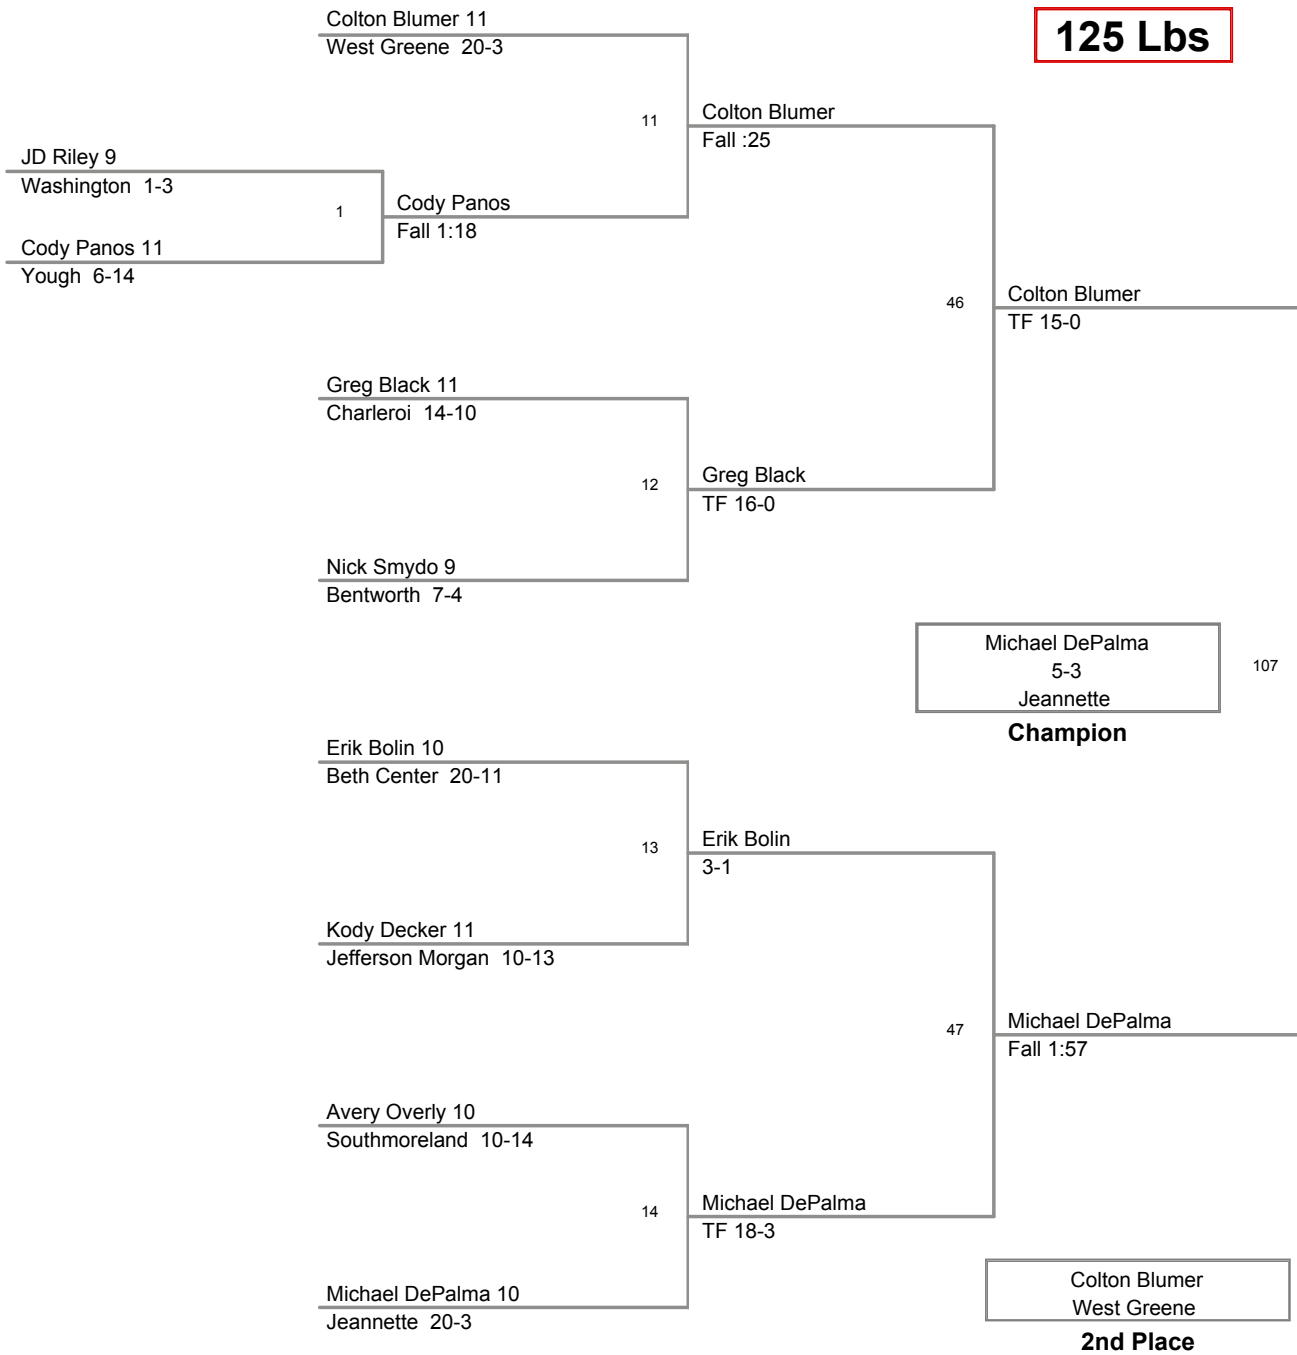 Colton Blumer 11
West Greene  20-3
125 Lbs
11
Colton Blumer
Fall :25
JD Riley 9
Washington  1-3
1
Cody Panos
Fall 1:18
Cody Panos 11
Yough  6-14
46
Colton Blumer
TF 15-0
Greg Black 11
Charleroi  14-10
12
Greg Black
TF 16-0
Nick Smydo 9
Bentworth  7-4
Michael DePalma
5-3
Jeannette
107
Champion
Erik Bolin 10
Beth Center  20-11
13
Erik Bolin
3-1
Kody Decker 11
Jefferson Morgan  10-13
47
Michael DePalma
Fall 1:57
Avery Overly 10
Southmoreland  10-14
14
Michael DePalma
TF 18-3
Michael DePalma 10
Jeannette  20-3
Colton Blumer
West Greene
2nd Place